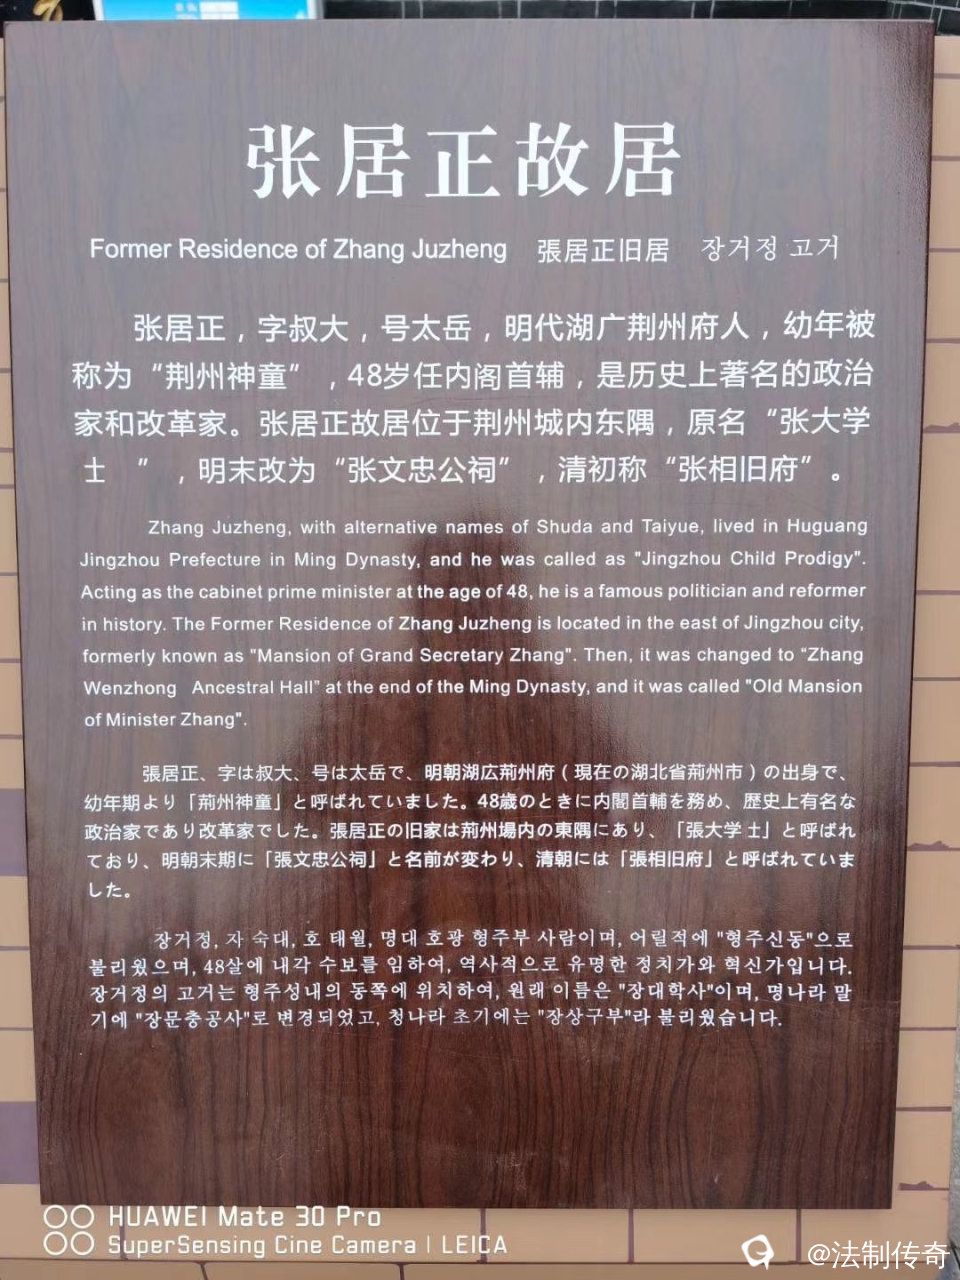 张居正故居
Former Residence of Zhang Juzheng 張居正旧居 장거정 고거
张居正，字叔大，号太岳，明代湖广荆州府人，幼年被
称为“荆州神童”，48岁任内阁首辅，是历史上著名的政治
家和改革家。张居正故居位于荆州城内东隅，原名“张大学
士 ”，明末改为“张文忠公祠”，清初称“张相旧府”。
Zhang Juzheng, with alternative names of Shuda and Taiyue, lived in Huguang
Jingzhou Prefecture in Ming Dynasty, and he was called as "Jingzhou Child Prodigy".
Acting as the cabinet prime minister at the age of 48, he is a famous politician and reformer
in history. The Former Residence of Zhang Juzheng is located in the east of Jingzhou city,
formerly known as "Mansion of Grand Secretary Zhang". Then, it was changed to “Zhang
Wenzhong Ancestral Hall” at the end of the Ming Dynasty, and it was called "Old Mansion
of Minister Zhang".
張居正、字は叔大、号は太岳で、明朝湖広荊州府（現在の湖北省荊州市）の出身で、
幼年期より「荊州神童」と呼ばれていました。48歳のときに内閣首輔を務め、歴史上有名な
政治家であり改革家でした。張居正の旧家は荊州場内の東隅にあり、「張大学士」と呼ばれ
ており、明朝末期に「張文忠公祠」と名前が変わり、清朝には「張相旧府」と呼ばれていま
した。
장거정, 자 숙대, 호 태월, 명대 호광 형주부 사람이며, 어릴적에 "형주신동"으로
불리웠으며, 48살에 내각 수보를 임하여, 역사적으로 유명한 정치가와 혁신가입니다.
장거정의 고거는 형주성내의 동쪽에 위치하여, 원래 이름은 "장대학사"이며, 명나라 말
기에 "장문충공사"로 변경되었고, 청나라 초기에는 "장상구부"라 불리웠습니다.
HUAWEI Mate 30 Pro
SuperSensing Cine Camera | LEICA
@法制传奇